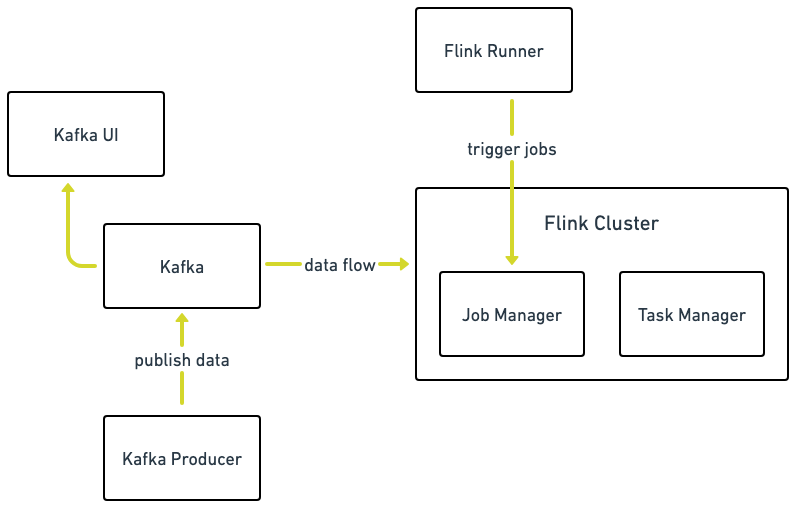 Flink Runner
Kafka UI
trigger jobs
Flink Cluster
Kafka
data flow
Job Manager
Task Manager
publish data
Kafka Producer